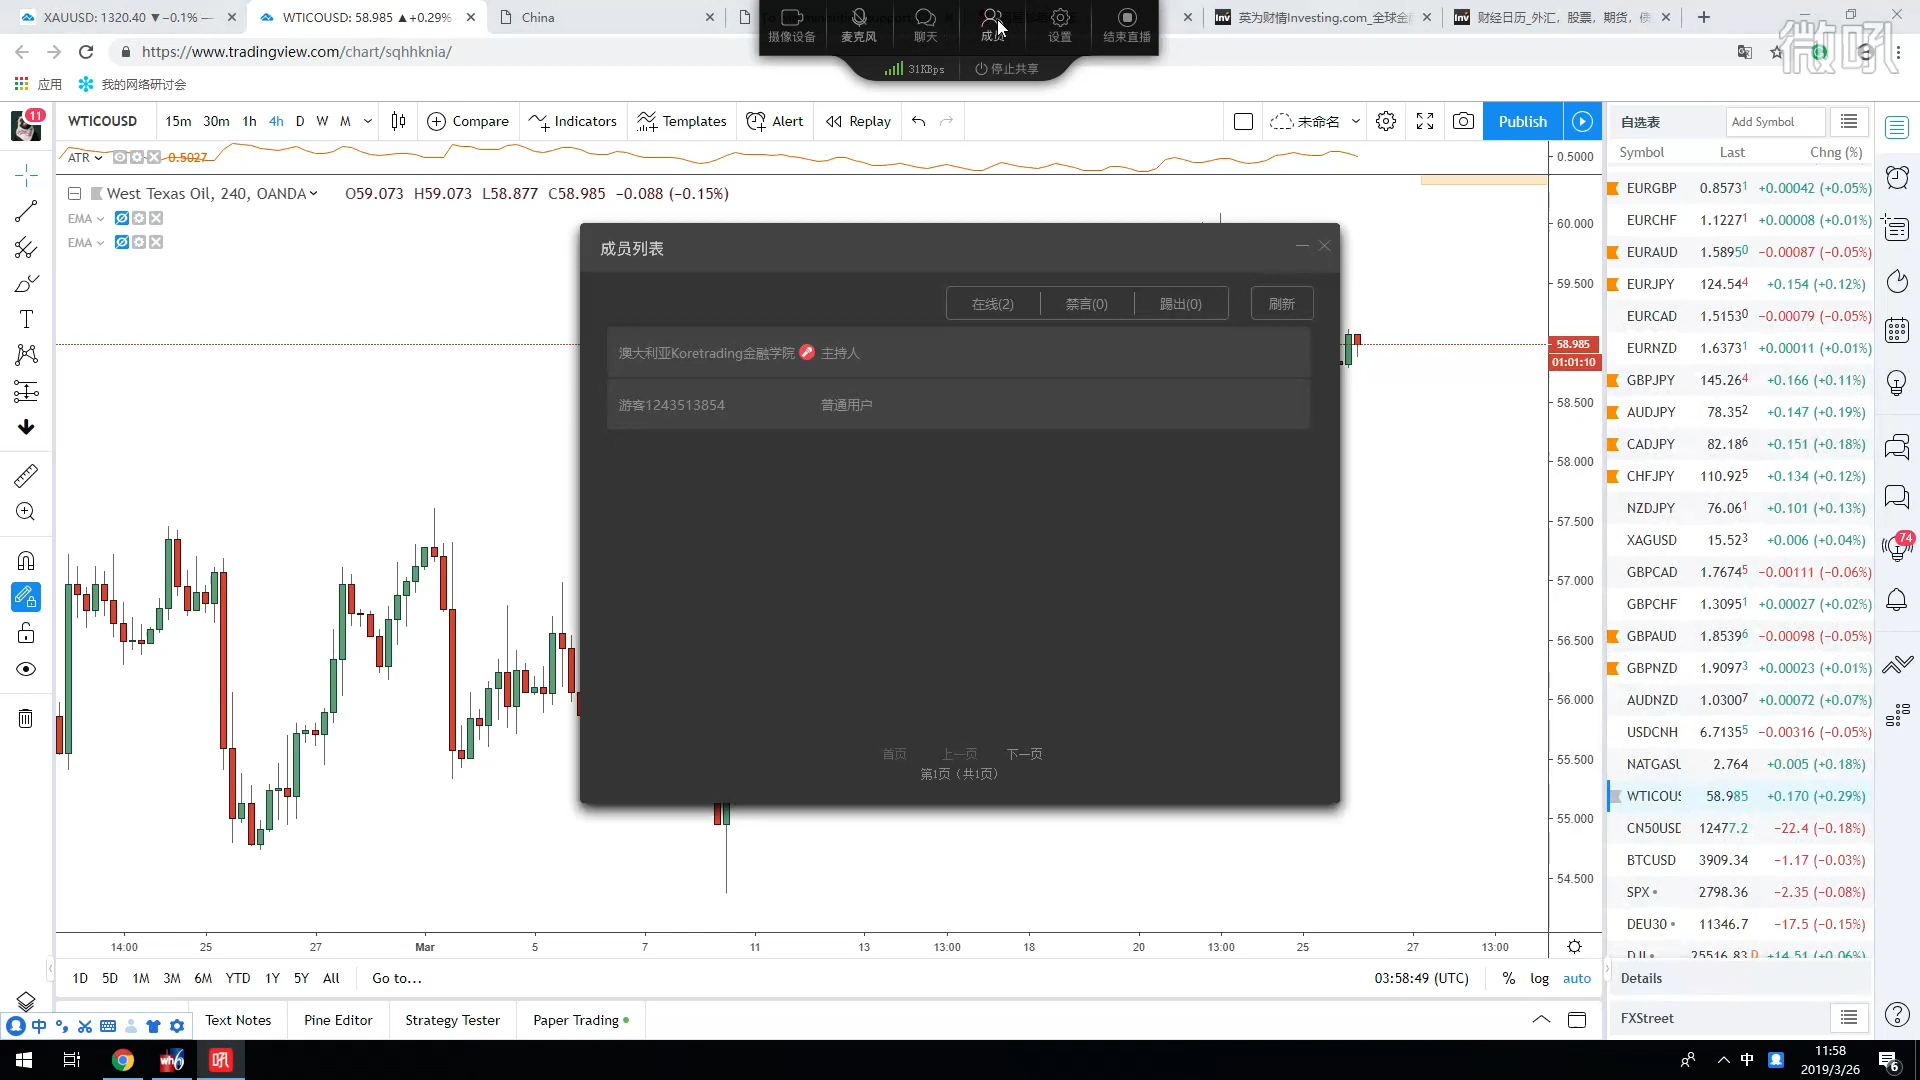 XAUUSD: 1320.40 ▼−0.1% —
WTICOUSD: 58.985 ▲+0.29%
China
英为财情Investing.com_全球金
财经日历_外汇，股票，期货，债
摄像设备
麦克风
聊天
成员
设置
结束直播
31KBps
停止共享
微吼
https://www.tradingview.com/chart/sqhhknia/
应用
我的网络研讨会
11
WTICOUSD
15m 30m 1h 4h D W M
Compare
Indicators
Templates
Alert
Replay
未命名
Publish
自选表
Add Symbol
Symbol Last Chng (%)
ATR 0.5027
0.5000
West Texas Oil, 240, OANDA O59.073 H59.073 L58.877 C58.985 −0.088 (−0.15%)
EMA
EMA
60.000
59.500
58.985
01:01:10
58.500
58.000
57.500
57.000
56.500
56.000
55.500
55.000
54.500
成员列表
在线(2)
禁言(0)
踢出(0)
刷新
澳大利亚Koretrading金融学院 主持人
游客1243513854 普通用户
首页 上一页 下一页
第1页（共1页）
EURGBP 0.85731 +0.00042 (+0.05%)
EURCHF 1.12271 +0.00008 (+0.01%)
EURAUD 1.58950 −0.00087 (−0.05%)
EURJPY 124.544 +0.154 (+0.12%)
EURCAD 1.51530 −0.00079 (−0.05%)
EURNZD 1.63731 +0.00011 (+0.01%)
GBPJPY 145.264 +0.166 (+0.11%)
AUDJPY 78.352 +0.147 (+0.19%)
CADJPY 82.186 +0.151 (+0.18%)
CHFJPY 110.925 +0.134 (+0.12%)
NZDJPY 76.061 +0.101 (+0.13%)
XAGUSD 15.523 +0.006 (+0.04%)
GBPCAD 1.76745 −0.00111 (−0.06%)
GBPCHF 1.30951 +0.00027 (+0.02%)
GBPAUD 1.85396 −0.00098 (−0.05%)
GBPNZD 1.90973 +0.00023 (+0.01%)
AUDNZD 1.03007 +0.00072 (+0.07%)
USDCNH 6.71355 −0.00316 (−0.05%)
NATGASU 2.764 +0.005 (+0.18%)
WTICOUS 58.985 +0.170 (+0.29%)
CN50USD 12477.2 −22.4 (−0.18%)
BTCUSD 3909.34 −1.17 (−0.03%)
SPX 2798.36 −2.35 (−0.08%)
DEU30 11346.7 −17.5 (−0.15%)
DJI 25516.83 D +14.51 (+0.06%)
74
14:00 25 27 Mar 5 7 11 13 13:00 18 20 13:00 25 27 13:00
1D 5D 1M 3M 6M YTD 1Y 5Y All Go to...
03:58:49 (UTC) % log auto
Details
中
Text Notes
Pine Editor
Strategy Tester
Paper Trading
FXStreet
wh6
吼
中
11:58
2019/3/26
6